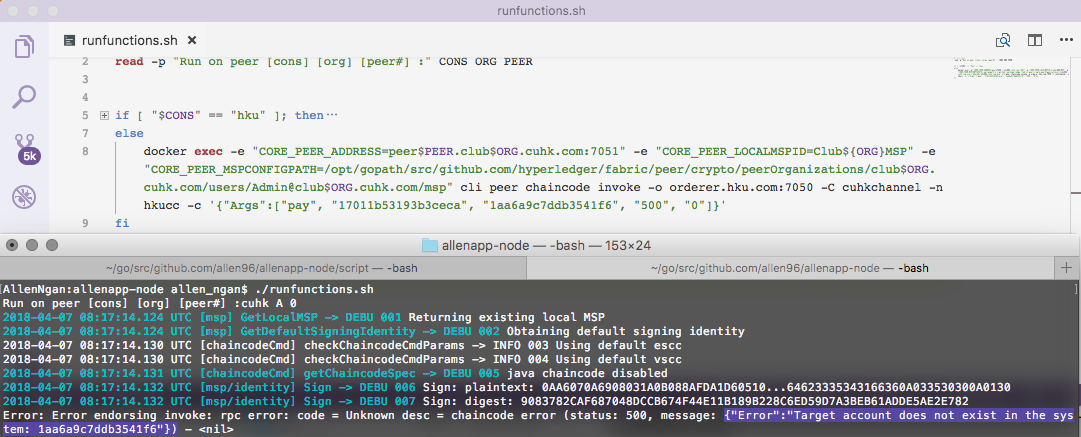 runfunctions.sh
runfunctions.sh
2 read -p "Run on peer [cons] [org] [peer#] :" CONS ORG PEER
3
4
5 if [ "$CONS" == "hku" ]; then…
7 else
8 docker exec -e "CORE_PEER_ADDRESS=peer$PEER.club$ORG.cuhk.com:7051" -e "CORE_PEER_LOCALMSPID=Club${ORG}MSP" -e
"CORE_PEER_MSPCONFIGPATH=/opt/gopath/src/github.com/hyperledger/fabric/peer/crypto/peerOrganizations/club$ORG.
cuhk.com/users/Admin@club$ORG.cuhk.com/msp" cli peer chaincode invoke -o orderer.hku.com:7050 -C cuhkchannel -n
hkucc -c '{"Args":["pay", "17011b53193b3ceca", "1aa6a9c7ddb3541f6", "500", "0"]}'
9 fi
5k
allenapp-node — -bash — 153×24
~/go/src/github.com/allen96/allenapp-node/script — -bash
~/go/src/github.com/allen96/allenapp-node — -bash
[AllenNgan:allenapp-node allen_ngan$ ./runfunctions.sh ]
Run on peer [cons] [org] [peer#] :cuhk A 0
2018-04-07 08:17:14.124 UTC [msp] GetLocalMSP -> DEBU 001 Returning existing local MSP
2018-04-07 08:17:14.124 UTC [msp] GetDefaultSigningIdentity -> DEBU 002 Obtaining default signing identity
2018-04-07 08:17:14.130 UTC [chaincodeCmd] checkChaincodeCmdParams -> INFO 003 Using default escc
2018-04-07 08:17:14.130 UTC [chaincodeCmd] checkChaincodeCmdParams -> INFO 004 Using default vscc
2018-04-07 08:17:14.131 UTC [chaincodeCmd] getChaincodeSpec -> DEBU 005 java chaincode disabled
2018-04-07 08:17:14.132 UTC [msp/identity] Sign -> DEBU 006 Sign: plaintext: 0AA6070A6908031A0B088AFDA1D60510...64623335343166360A033530300A0130
2018-04-07 08:17:14.132 UTC [msp/identity] Sign -> DEBU 007 Sign: digest: 9083782CAF687048DCCB674F44E11B189B228C6ED59D7A3BEB61ADDE5AE2E782
Error: Error endorsing invoke: rpc error: code = Unknown desc = chaincode error (status: 500, message: {"Error":"Target account does not exist in the sys
tem: 1aa6a9c7ddb3541f6"}) - <nil>